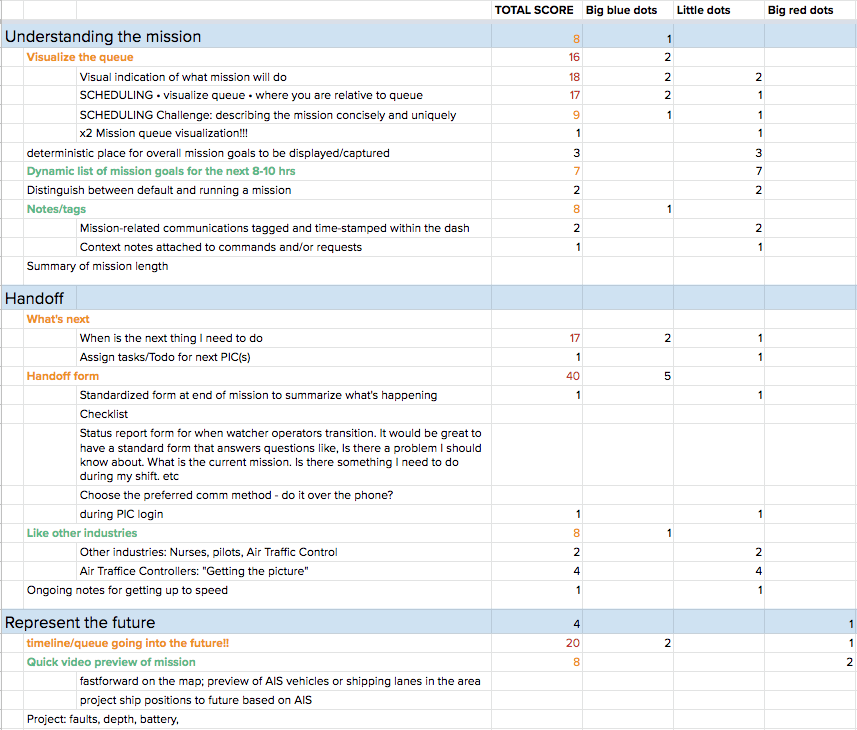 TOTAL SCORE Big blue dots Little dots Big red dots
Understanding the mission 8 1
Visualize the queue 16 2
Visual indication of what mission will do 18 2 2
SCHEDULING • visualize queue • where you are relative to queue 17 2 1
SCHEDULING Challenge: describing the mission concisely and uniquely 9 1 1
x2 Mission queue visualization!!! 1 1
deterministic place for overall mission goals to be displayed/captured 3 3
Dynamic list of mission goals for the next 8-10 hrs 7 7
Distinguish between default and running a mission 2 2
Notes/tags 8 1
Mission-related communications tagged and time-stamped within the dash 2 2
Context notes attached to commands and/or requests 1 1
Summary of mission length
Handoff
What's next
When is the next thing I need to do 17 2 1
Assign tasks/Todo for next PIC(s) 1 1
Handoff form 40 5
Standardized form at end of mission to summarize what's happening 1 1
Checklist
Status report form for when watcher operators transition. It would be great to
have a standard form that answers questions like, Is there a problem I should
know about. What is the current mission. Is there something I need to do
during my shift. etc
Choose the preferred comm method - do it over the phone?
during PIC login 1 1
Like other industries 8 1
Other industries: Nurses, pilots, Air Traffic Control 2 2
Air Traffice Controllers: "Getting the picture" 4 4
Ongoing notes for getting up to speed 1 1
Represent the future 4 1
timeline/queue going into the future!! 20 2 1
Quick video preview of mission 8 2
fastforward on the map; preview of AIS vehicles or shipping lanes in the area
project ship positions to future based on AIS
Project: faults, depth, battery,